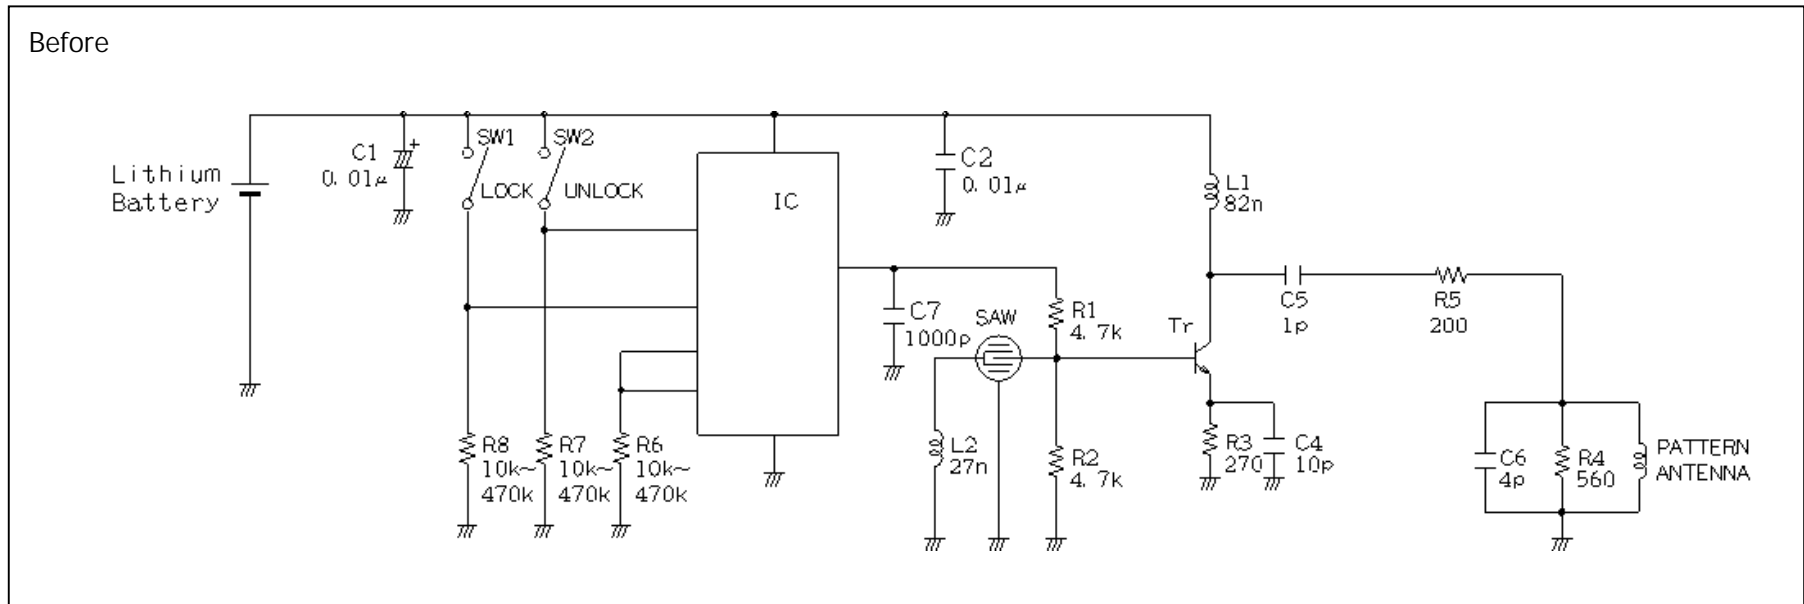 Before
Lithium
Battery
C1
+
0.01μ
SW1
LOCK
SW2
UNLOCK
IC
C2
0.01μ
L1
82n
C7
1000p
SAW
R1
4.7k
Tr
C5
1p
R5
200
R8
10k~
470k
R7
10k~
470k
R6
10k~
470k
L2
27n
R2
4.7k
R3
270
C4
10p
C6
4p
R4
560
PATTERN
ANTENNA